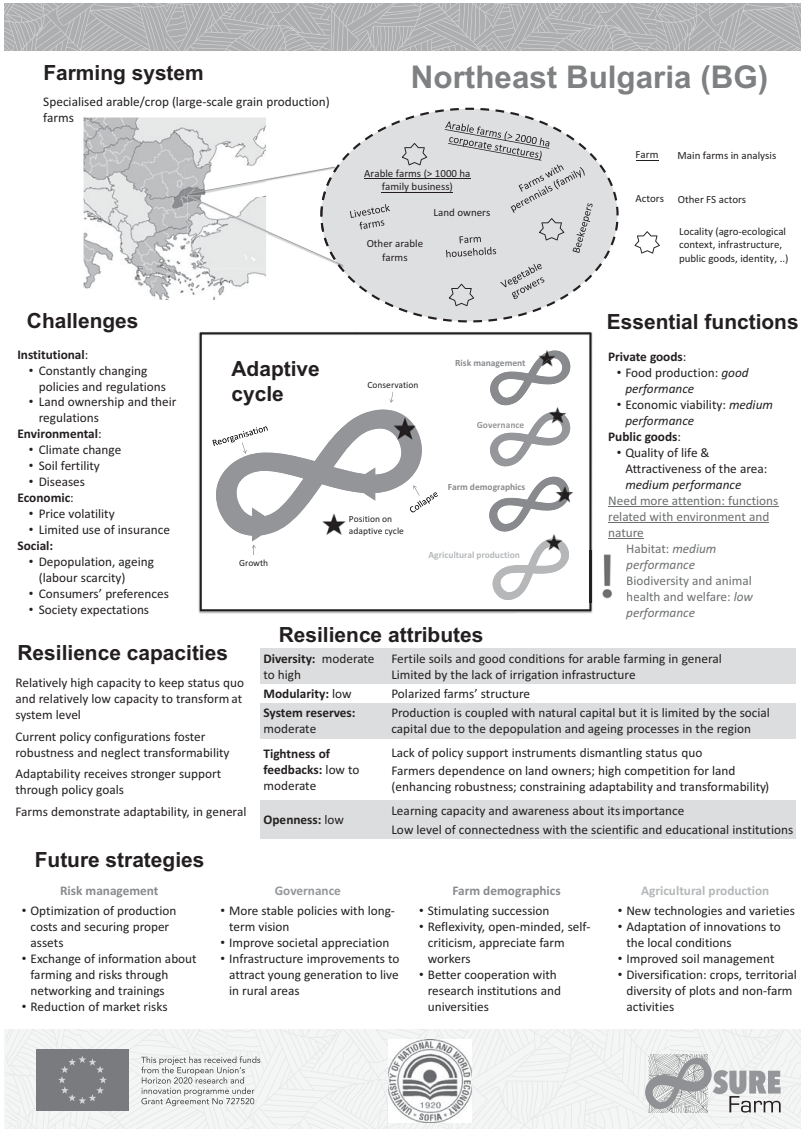 Farming system
Northeast Bulgaria (BG)
Specialised arable/crop (large-scale grain production)
farms
Arable farms (> 2000 ha
corporate structures)
Arable farms (> 1000 ha
family business)
Farms with
perennials (family)
Livestock
farms
Land owners
Beekeepers
Other arable
farms
Farm
households
Vegetable
growers
Farm
Main farms in analysis
Actors
Other FS actors
Locality (agro-ecological
context, infrastructure,
public goods, identity, ..)
Challenges
Institutional:
• Constantly changing
policies and regulations
• Land ownership and their
regulations
Environmental:
• Climate change
• Soil fertility
• Diseases
Economic:
• Price volatility
• Limited use of insurance
Social:
• Depopulation, ageing
(labour scarcity)
• Consumers' preferences
• Society expectations
Adaptive
cycle
Conservation
Reorganisation
Collapse
Position on
adaptive cycle
Growth
Risk management
Governance
Farm demographics
Agricultural production
Essential functions
Private goods:
• Food production: good
performance
• Economic viability: medium
performance
Public goods:
• Quality of life &
Attractiveness of the area:
medium performance
Need more attention: functions
related with environment and
nature
!
Habitat: medium
performance
Biodiversity and animal
health and welfare: low
performance
Resilience capacities
Relatively high capacity to keep status quo
and relatively low capacity to transform at
system level
Current policy configurations foster
robustness and neglect transformability
Adaptability receives stronger support
through policy goals
Farms demonstrate adaptability, in general
Resilience attributes
Diversity: moderate
to high
Fertile soils and good conditions for arable farming in general
Limited by the lack of irrigation infrastructure
Modularity: low
Polarized farms' structure
System reserves:
moderate
Production is coupled with natural capital but it is limited by the social
capital due to the depopulation and ageing processes in the region
Tightness of
feedbacks: low to
moderate
Lack of policy support instruments dismantling status quo
Farmers dependence on land owners; high competition for land
(enhancing robustness; constraining adaptability and transformability)
Openness: low
Learning capacity and awareness about its importance
Low level of connectedness with the scientific and educational institutions
Future strategies
Risk management
• Optimization of production
costs and securing proper
assets
• Exchange of information about
farming and risks through
networking and trainings
• Reduction of market risks
Governance
• More stable policies with long-
term vision
• Improve societal appreciation
• Infrastructure improvements to
attract young generation to live
in rural areas
Farm demographics
• Stimulating succession
• Reflexivity, open-minded, self-
criticism, appreciate farm
workers
• Better cooperation with
research institutions and
universities
Agricultural production
• New technologies and varieties
• Adaptation of innovations to
the local conditions
• Improved soil management
• Diversification: crops, territorial
diversity of plots and non-farm
activities
This project has received funds
from the European Union's
Horizon 2020 research and
innovation programme under
Grant Agreement No 727520
UNIVERSITY OF NATIONAL AND WORLD ECONOMY
1920
· SOFIA ·
SURE
Farm